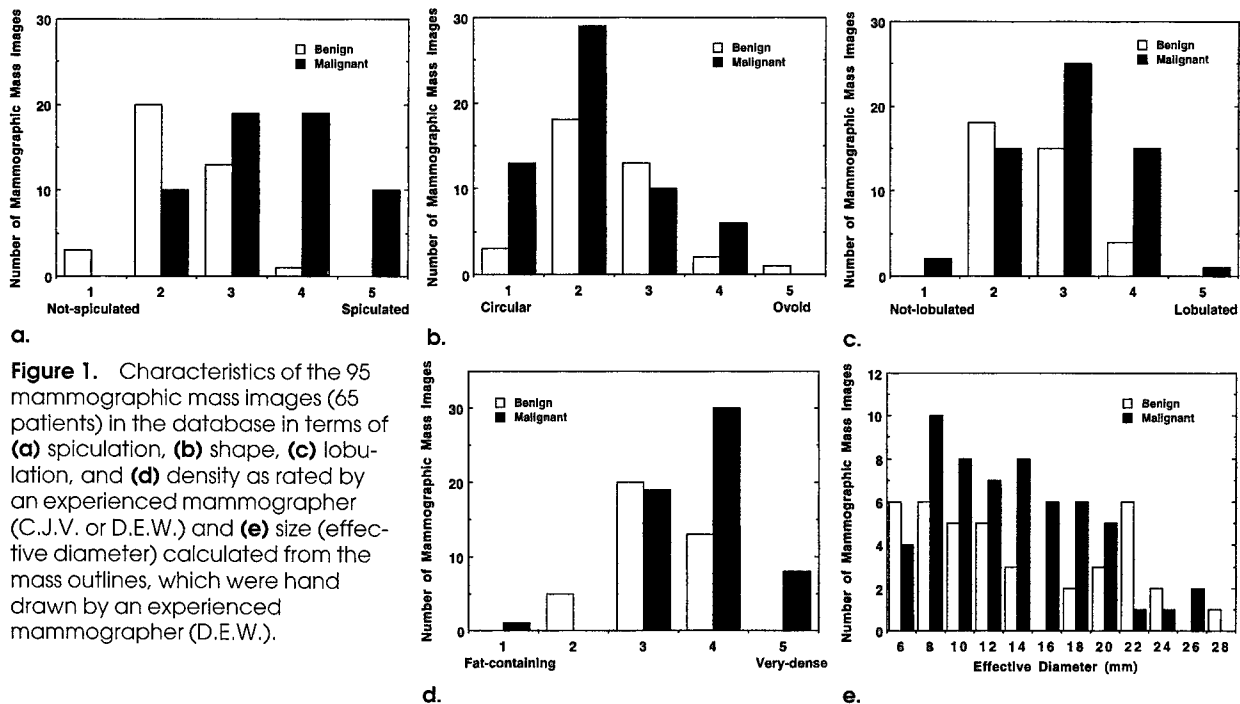 30
20
10
0
Number of Mammographic Mass Images
Benign
Malignant
1 2 3 4 5
Not-spiculated Spiculated
a.
30
20
10
0
Number of Mammographic Mass Images
Benign
Malignant
1 2 3 4 5
Circular Ovoid
b.
30
20
10
0
Number of Mammographic Mass Images
Benign
Malignant
1 2 3 4 5
Not-lobulated Lobulated
c.
Figure 1. Characteristics of the 95
mammographic mass images (65
patients) in the database in terms of
(a) spiculation, (b) shape, (c) lobu-
lation, and (d) density as rated by
an experienced mammographer
(C.J.V. or D.E.W.) and (e) size (effec-
tive diameter) calculated from the
mass outlines, which were hand
drawn by an experienced
mammographer (D.E.W.).
30
20
10
0
Number of Mammographic Mass Images
Benign
Malignant
1 2 3 4 5
Fat-containing Very-dense
d.
12
10
8
6
4
2
0
Number of Mammographic Mass Images
Benign
Malignant
6 8 10 12 14 16 18 20 22 24 26 28
Effective Diameter (mm)
e.